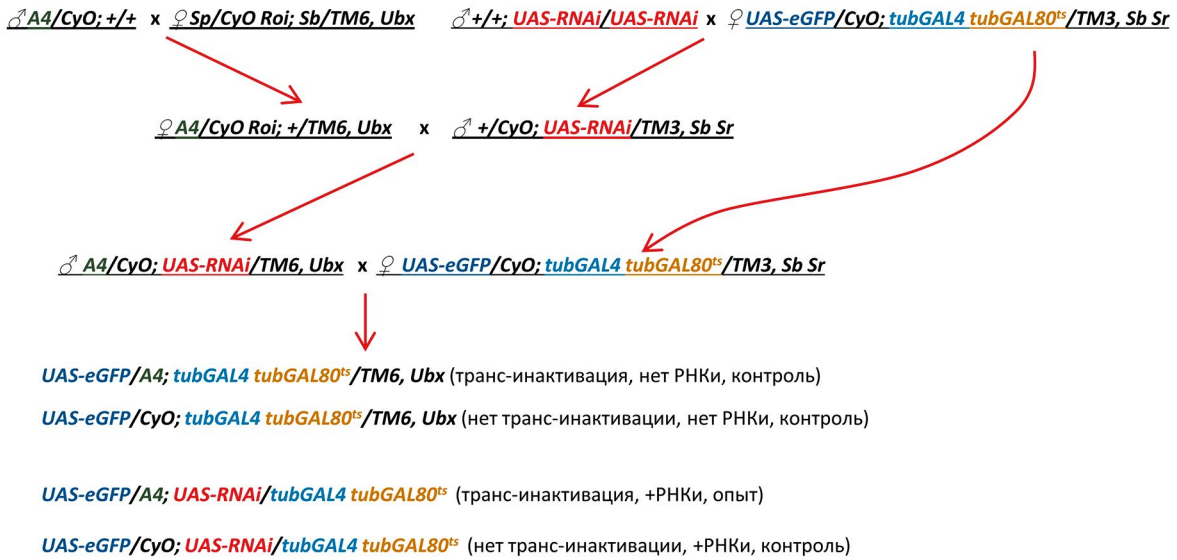 ♂A4/CyO; +/+ x ♀Sp/CyO Roi; Sb/TM6, Ubx ♂+/+; UAS-RNAi/UAS-RNAi x ♀UAS-eGFP/CyO; tubGAL4 tubGAL80ts/TM3, Sb Sr
♀A4/CyO Roi; +/TM6, Ubx x ♂+/CyO; UAS-RNAi/TM3, Sb Sr
♂A4/CyO; UAS-RNAi/TM6, Ubx x ♀UAS-eGFP/CyO; tubGAL4 tubGAL80ts/TM3, Sb Sr
UAS-eGFP/A4; tubGAL4 tubGAL80ts/TM6, Ubx (транс-инактивация, нет РНКи, контроль)
UAS-eGFP/CyO; tubGAL4 tubGAL80ts/TM6, Ubx (нет транс-инактивации, нет РНКи, контроль)
UAS-eGFP/A4; UAS-RNAi/tubGAL4 tubGAL80ts (транс-инактивация, +РНКи, опыт)
UAS-eGFP/CyO; UAS-RNAi/tubGAL4 tubGAL80ts (нет транс-инактивации, +РНКи, контроль)